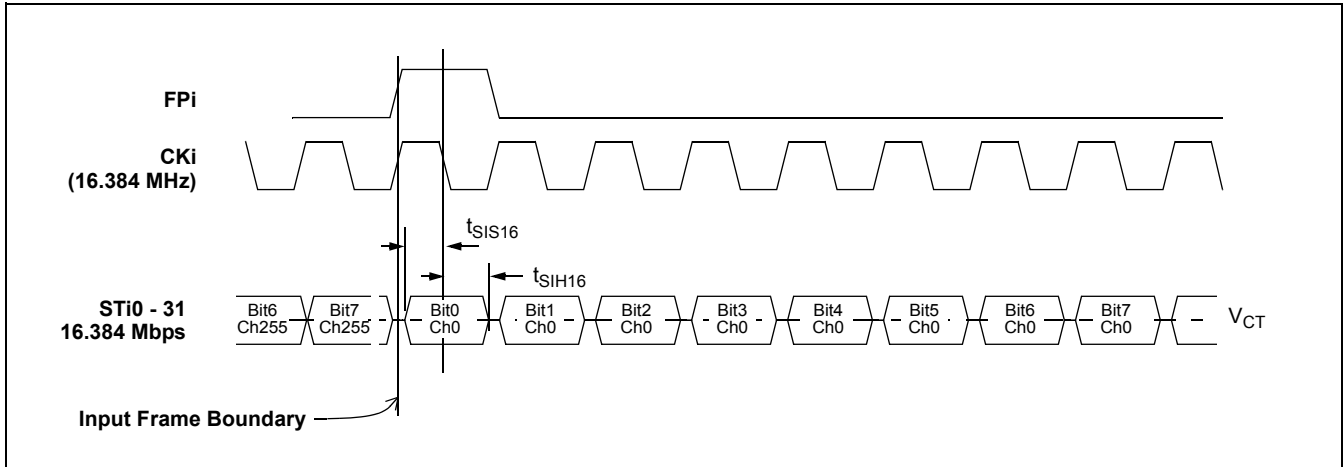 FPi
CKi
(16.384 MHz)
tSIS16
tSIH16
STi0 - 31
16.384 Mbps
Bit6 Ch255
Bit7 Ch255
Bit0 Ch0
Bit1 Ch0
Bit2 Ch0
Bit3 Ch0
Bit4 Ch0
Bit5 Ch0
Bit6 Ch0
Bit7 Ch0
VCT
Input Frame Boundary